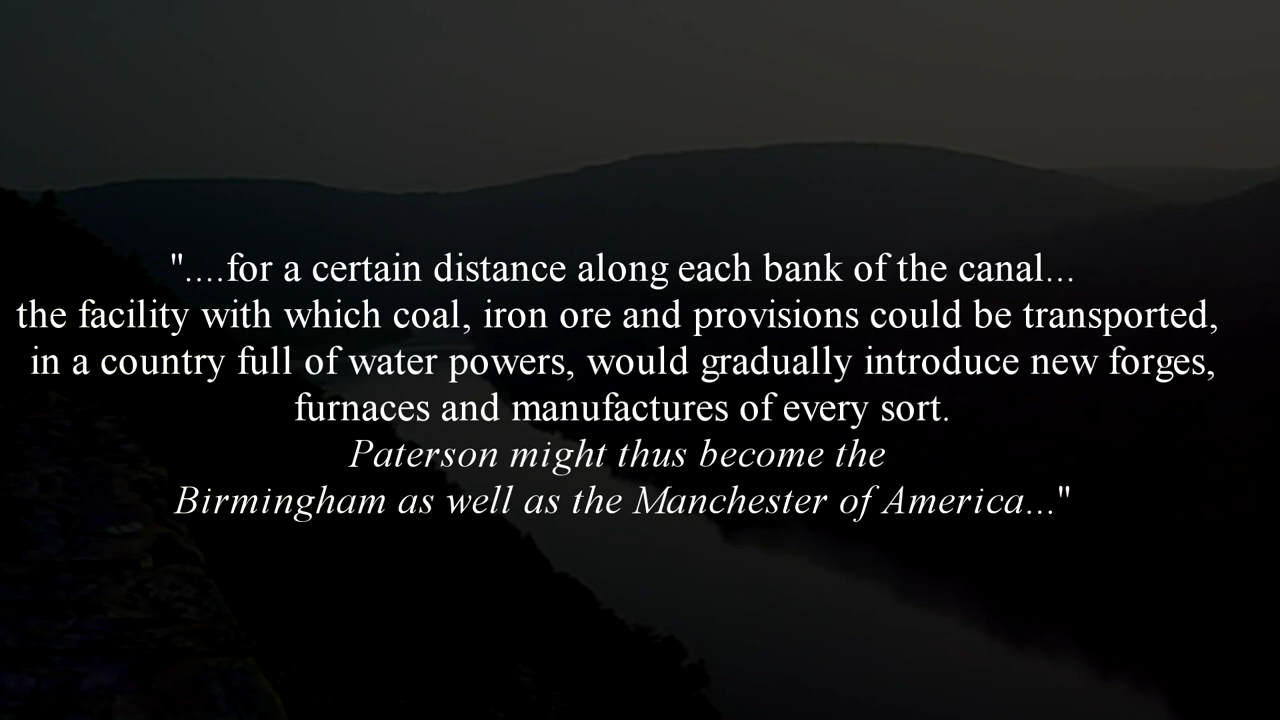 "....for a certain distance along each bank of the canal...
the facility with which coal, iron ore and provisions could be transported,
in a country full of water powers, would gradually introduce new forges,
furnaces and manufactures of every sort.
Paterson might thus become the
Birmingham as well as the Manchester of America..."